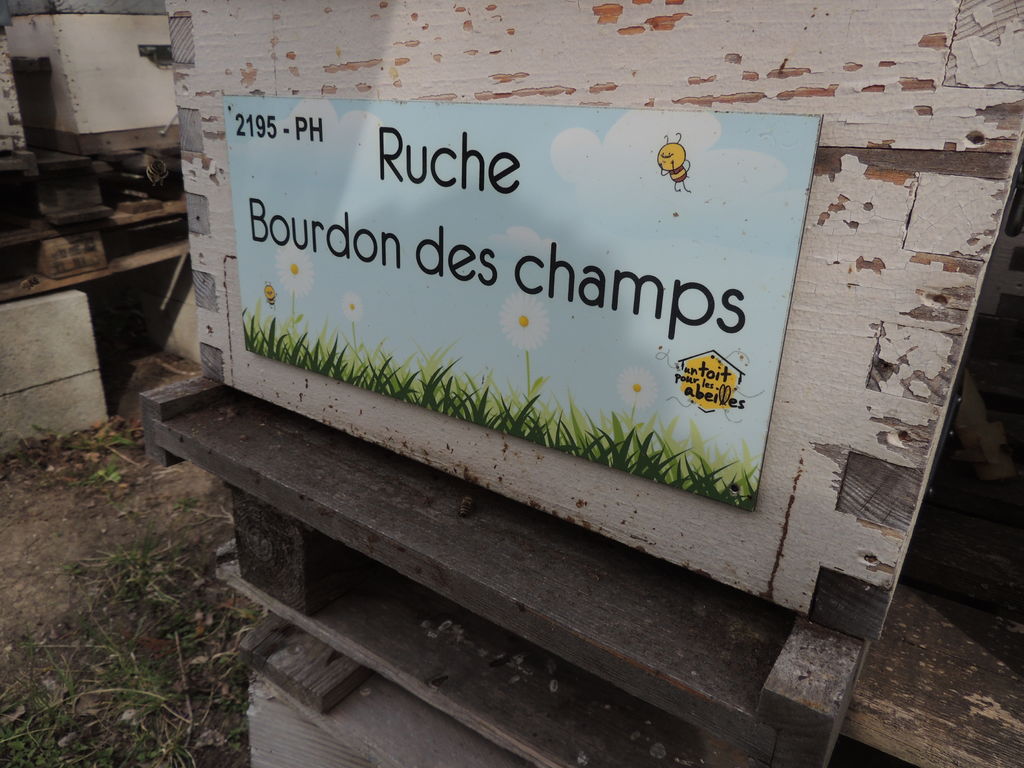 2195 - PH
Ruche
Bourdon des champs
un toit
pour les
abeilles